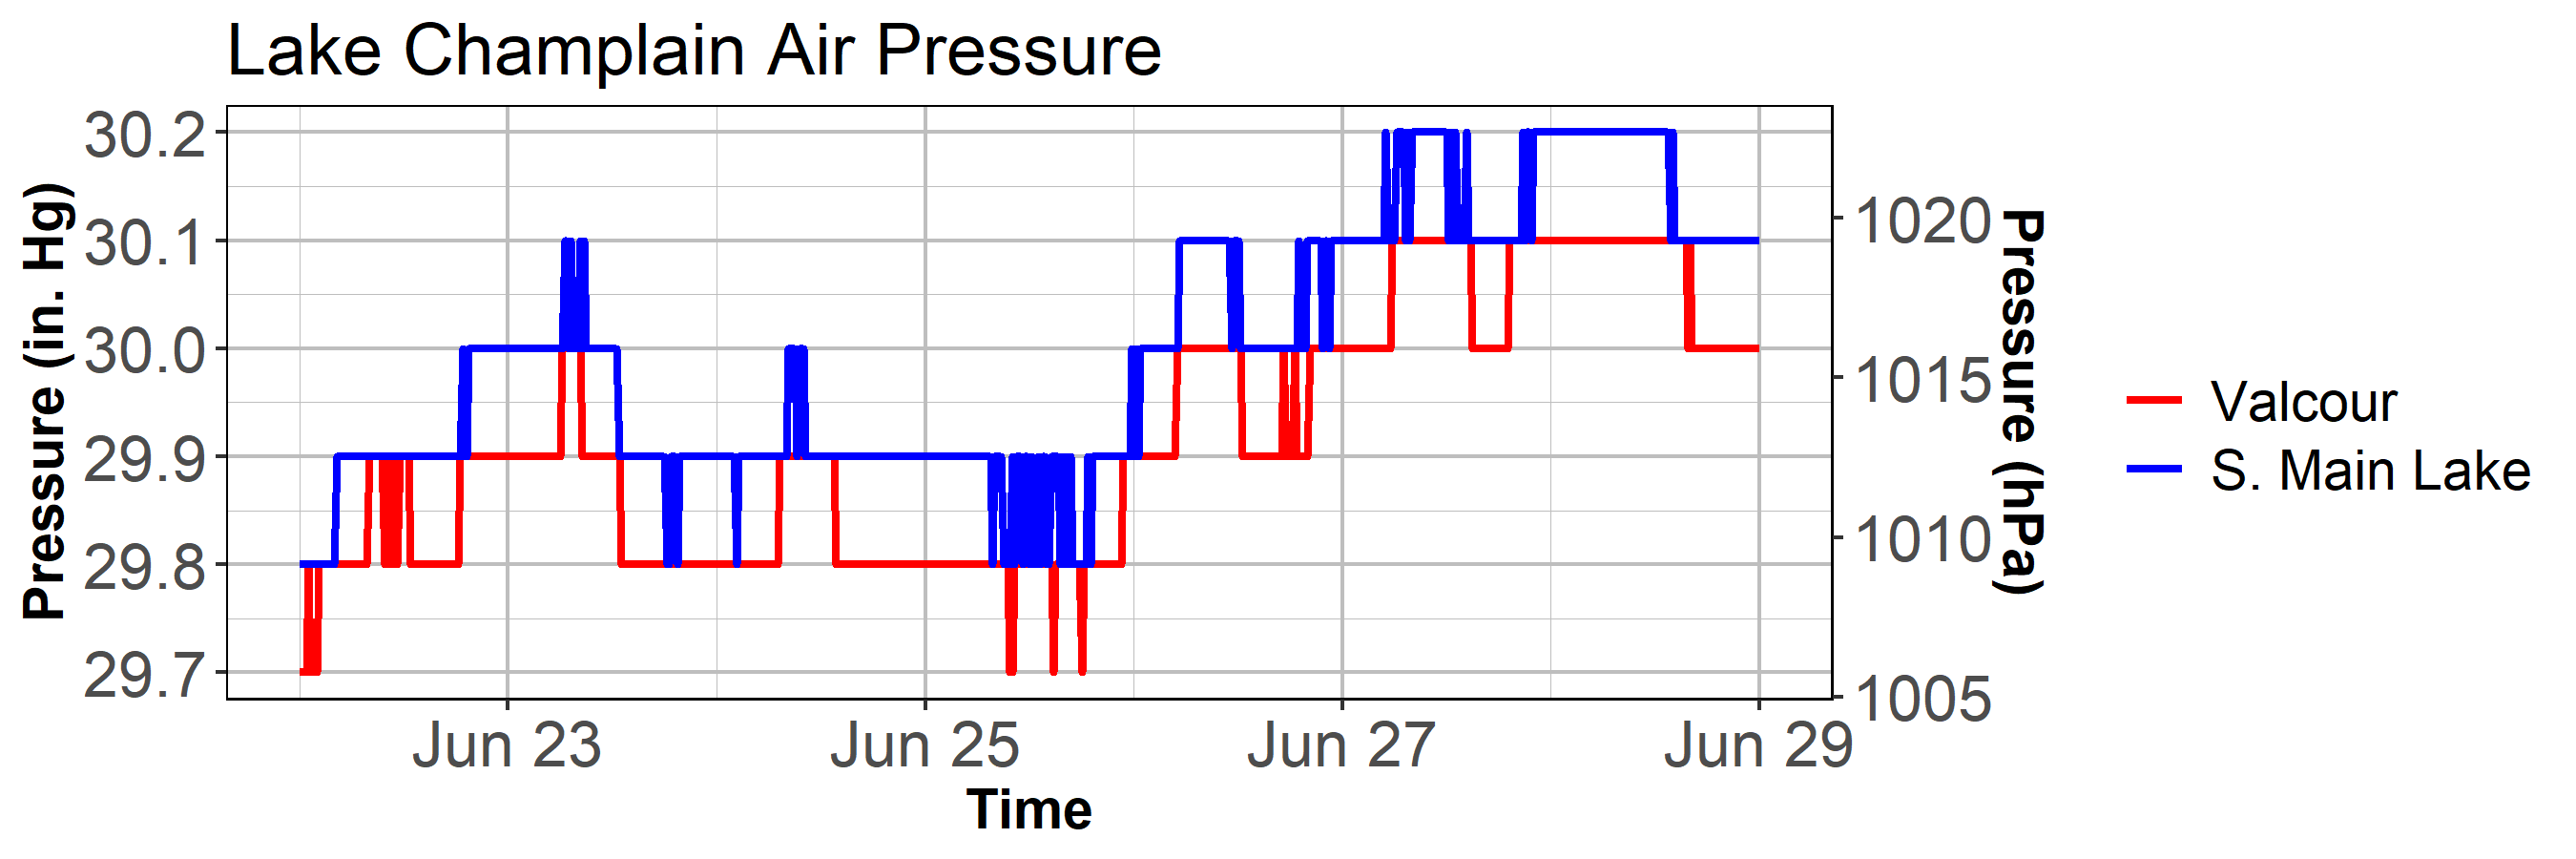 Lake Champlain Air Pressure
Pressure (in. Hg)
30.2
30.1
30.0
29.9
29.8
29.7
1020
1015
1010
1005
Pressure (hPa)
Jun 23
Jun 25
Jun 27
Jun 29
Time
Valcour
S. Main Lake